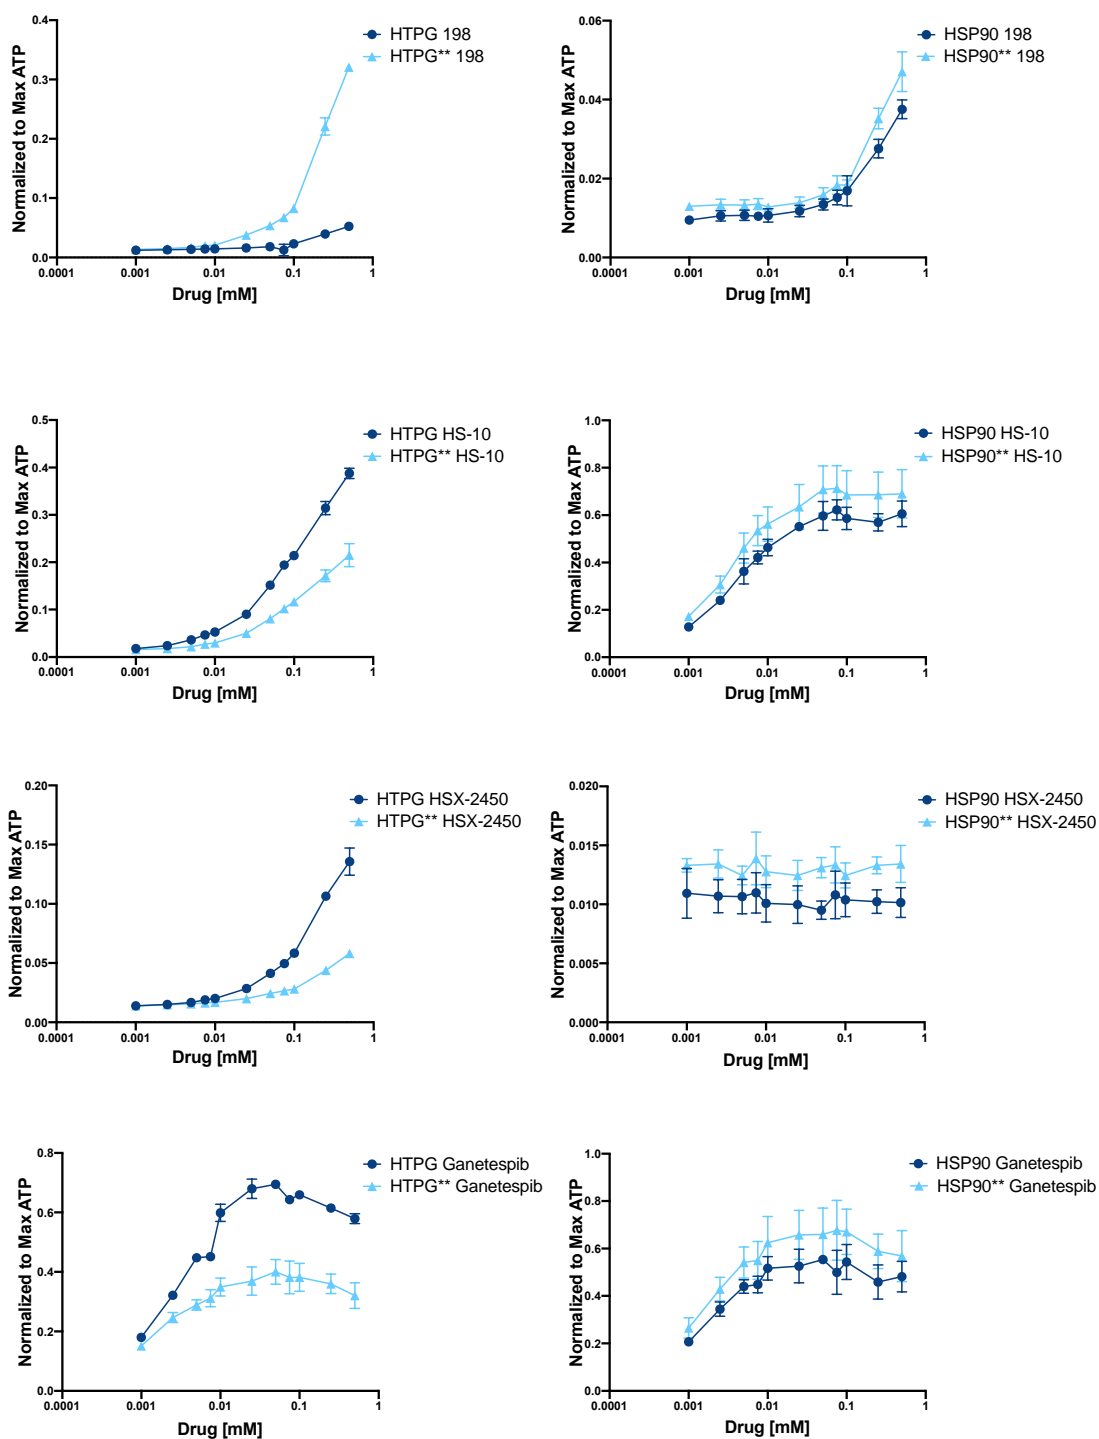 HTPG 198
HTPG** 198
Normalized to Max ATP
0.4
0.3
0.2
0.1
0.0
0.0001 0.001 0.01 0.1 1
Drug [mM]
HSP90 198
HSP90** 198
Normalized to Max ATP
0.06
0.04
0.02
0.00
0.0001 0.001 0.01 0.1 1
Drug [mM]
HTPG HS-10
HTPG** HS-10
Normalized to Max ATP
0.5
0.4
0.3
0.2
0.1
0.0
0.0001 0.001 0.01 0.1 1
Drug [mM]
HSP90 HS-10
HSP90** HS-10
Normalized to Max ATP
1.0
0.8
0.6
0.4
0.2
0.0
0.0001 0.001 0.01 0.1 1
Drug [mM]
HTPG HSX-2450
HTPG** HSX-2450
Normalized to Max ATP
0.20
0.15
0.10
0.05
0.00
0.0001 0.001 0.01 0.1 1
Drug [mM]
HSP90 HSX-2450
HSP90** HSX-2450
Normalized to Max ATP
0.020
0.015
0.010
0.005
0.000
0.0001 0.001 0.01 0.1 1
Drug [mM]
HTPG Ganetespib
HTPG** Ganetespib
Normalized to Max ATP
0.8
0.6
0.4
0.2
0.0
0.0001 0.001 0.01 0.1 1
Drug [mM]
HSP90 Ganetespib
HSP90** Ganetespib
Normalized to Max ATP
1.0
0.8
0.6
0.4
0.2
0.0
0.0001 0.001 0.01 0.1 1
Drug [mM]